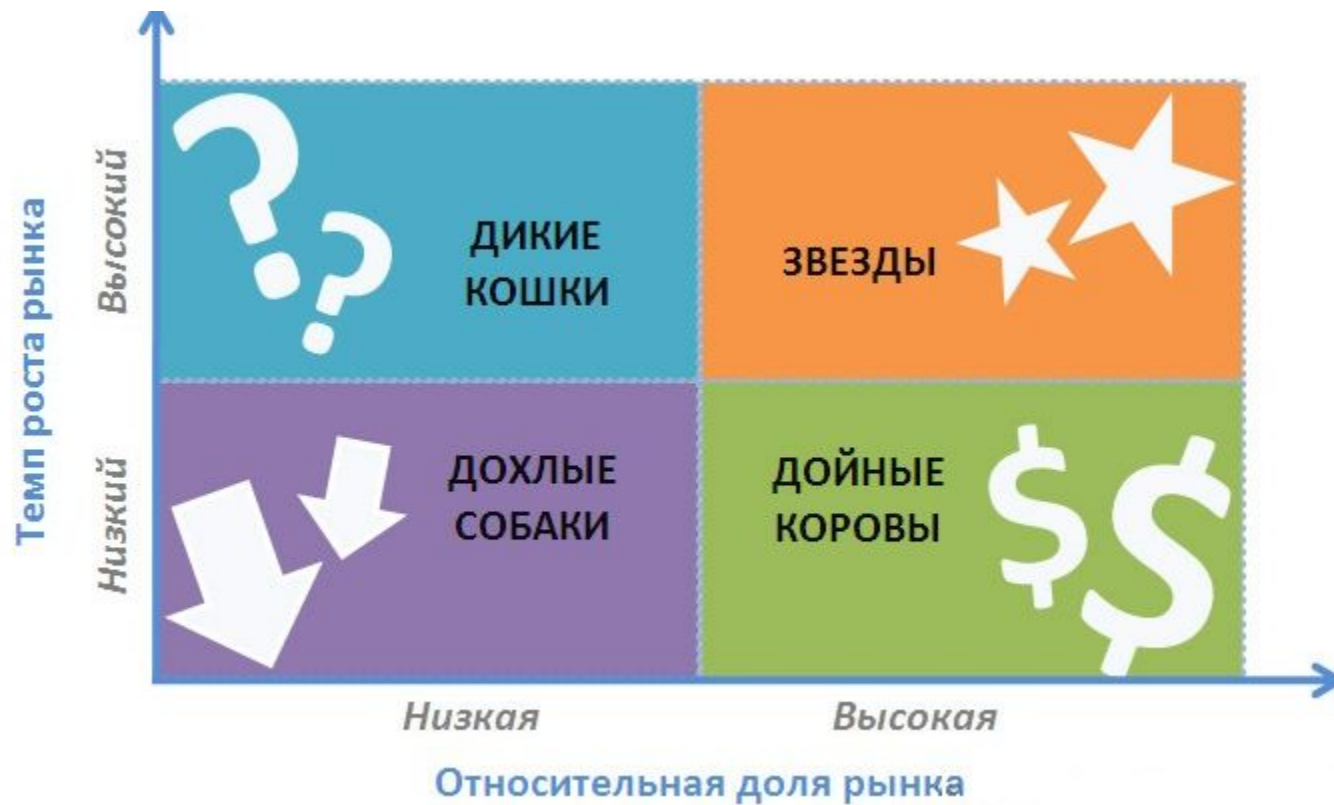 Темп роста рынка
Высокий
Низкий
?
?
ДИКИЕ
КОШКИ
ЗВЕЗДЫ
ДОХЛЫЕ
СОБАКИ
ДОЙНЫЕ
КОРОВЫ
$
$
Низкая
Высокая
Относительная доля рынка